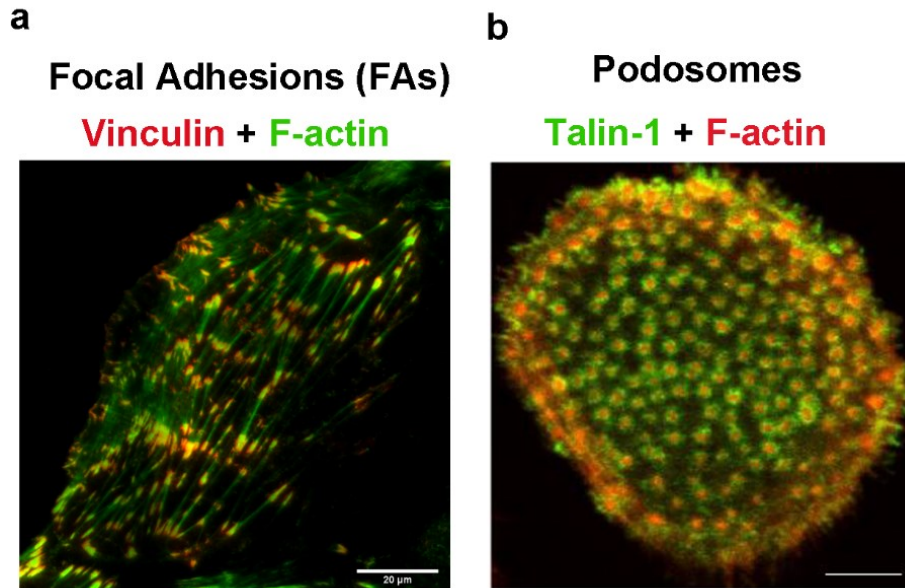 a
Focal Adhesions (FAs)
Vinculin + F-actin
20 µm
b
Podosomes
Talin-1 + F-actin